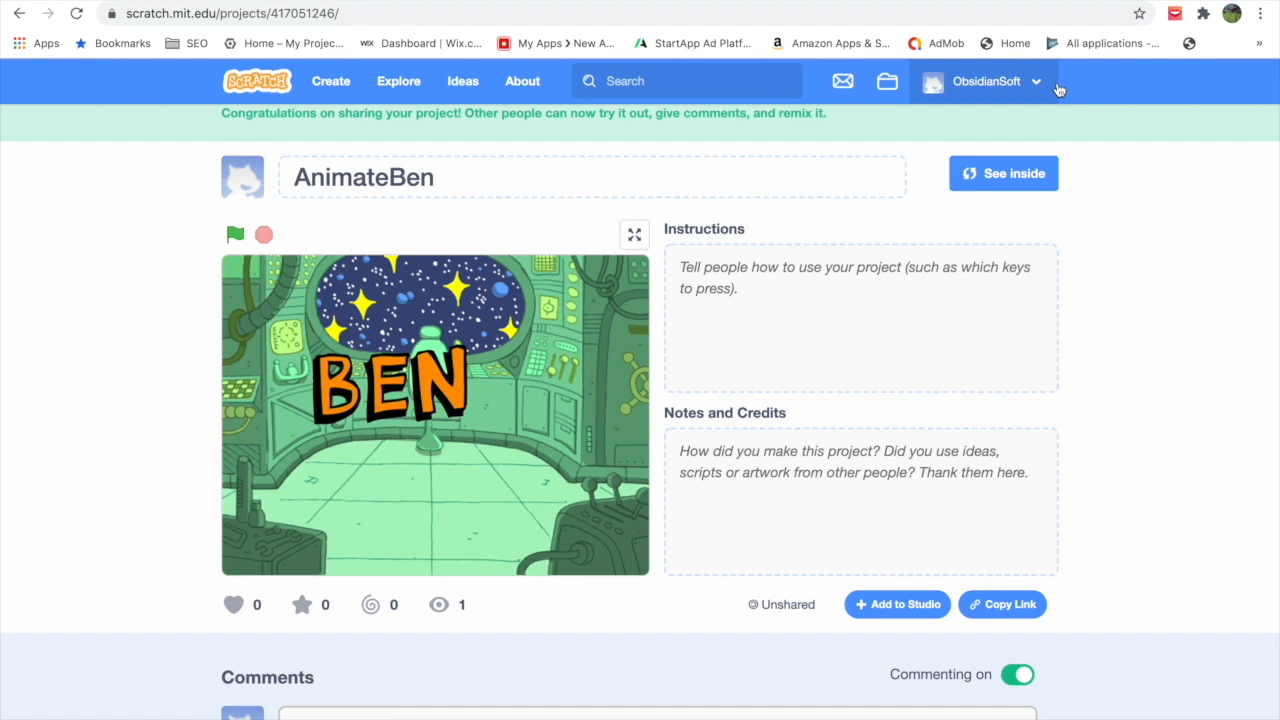 scratch.mit.edu/projects/417051246/
Apps Bookmarks SEO Home – My Projec... WIX Dashboard | Wix.c... My Apps > New A... StartApp Ad Platf... a Amazon Apps & S... AdMob Home All applications -... »
SCRATCH Create Explore Ideas About Search ObsidianSoft
Congratulations on sharing your project! Other people can now try it out, give comments, and remix it.
AnimateBen
See inside
Instructions
Tell people how to use your project (such as which keys
to press).
BEN
Notes and Credits
How did you make this project? Did you use ideas,
scripts or artwork from other people? Thank them here.
0 0 0 1
Unshared + Add to Studio Copy Link
Comments
Commenting on